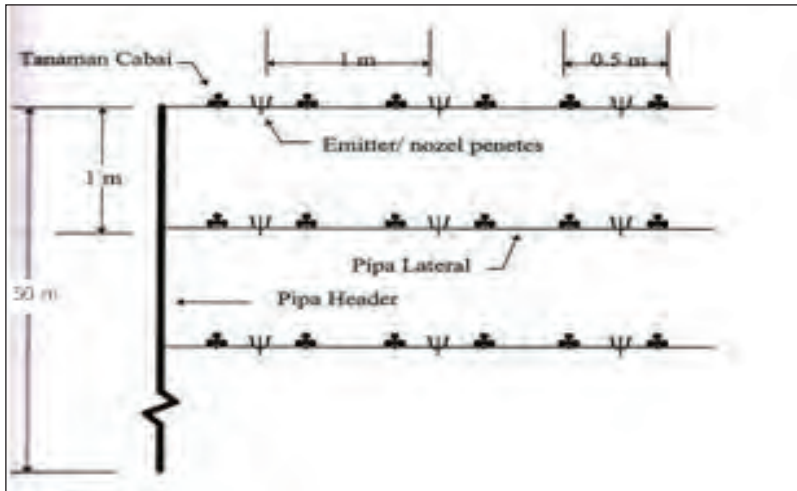 1 m
0.5 m
Tanaman Cabai
Emitter/ nozel penetes
1 m
Pipa Lateral
50 m
Pipa Header